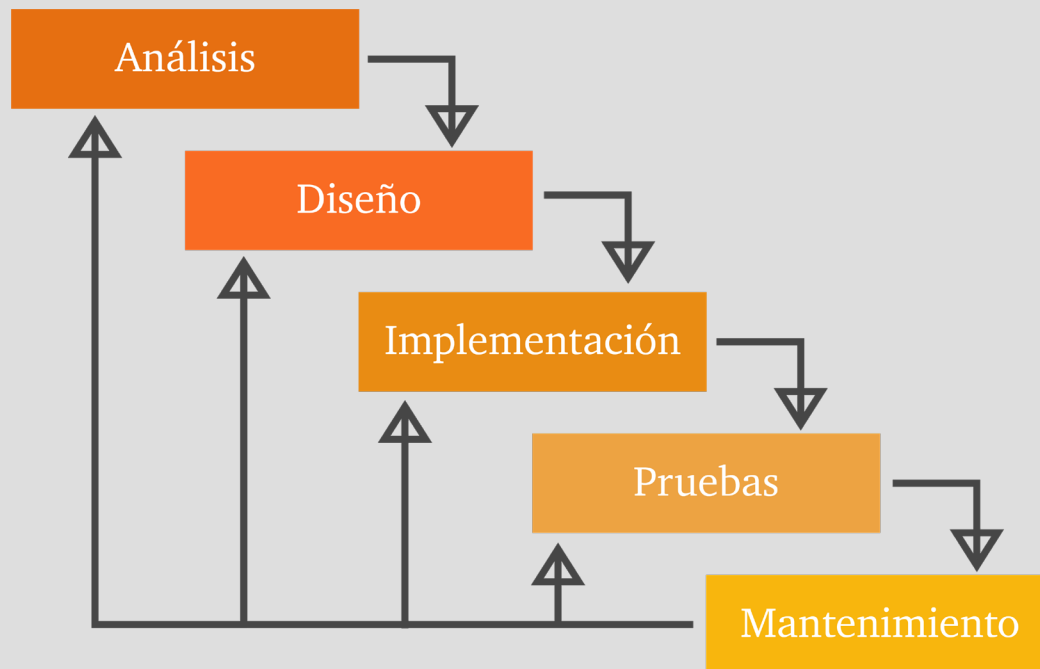 Análisis
Diseño
Implementación
Pruebas
Mantenimiento